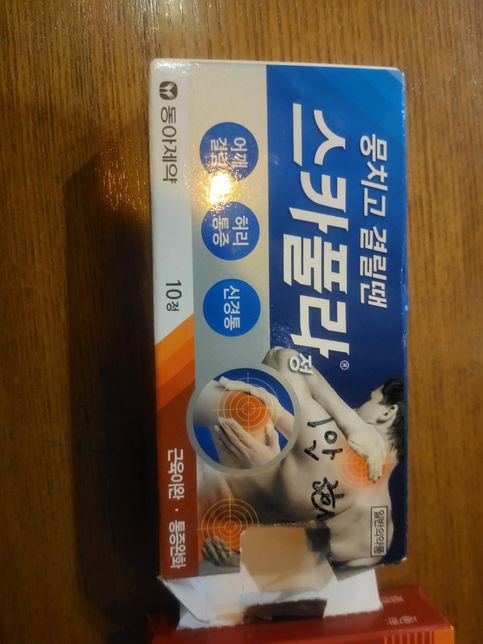 뭉치고 결릴땐
스카풀라정®
어깨
결림
허리
통증
신경통
동아제약
10정
근육이완 · 통증완화
일반의약품